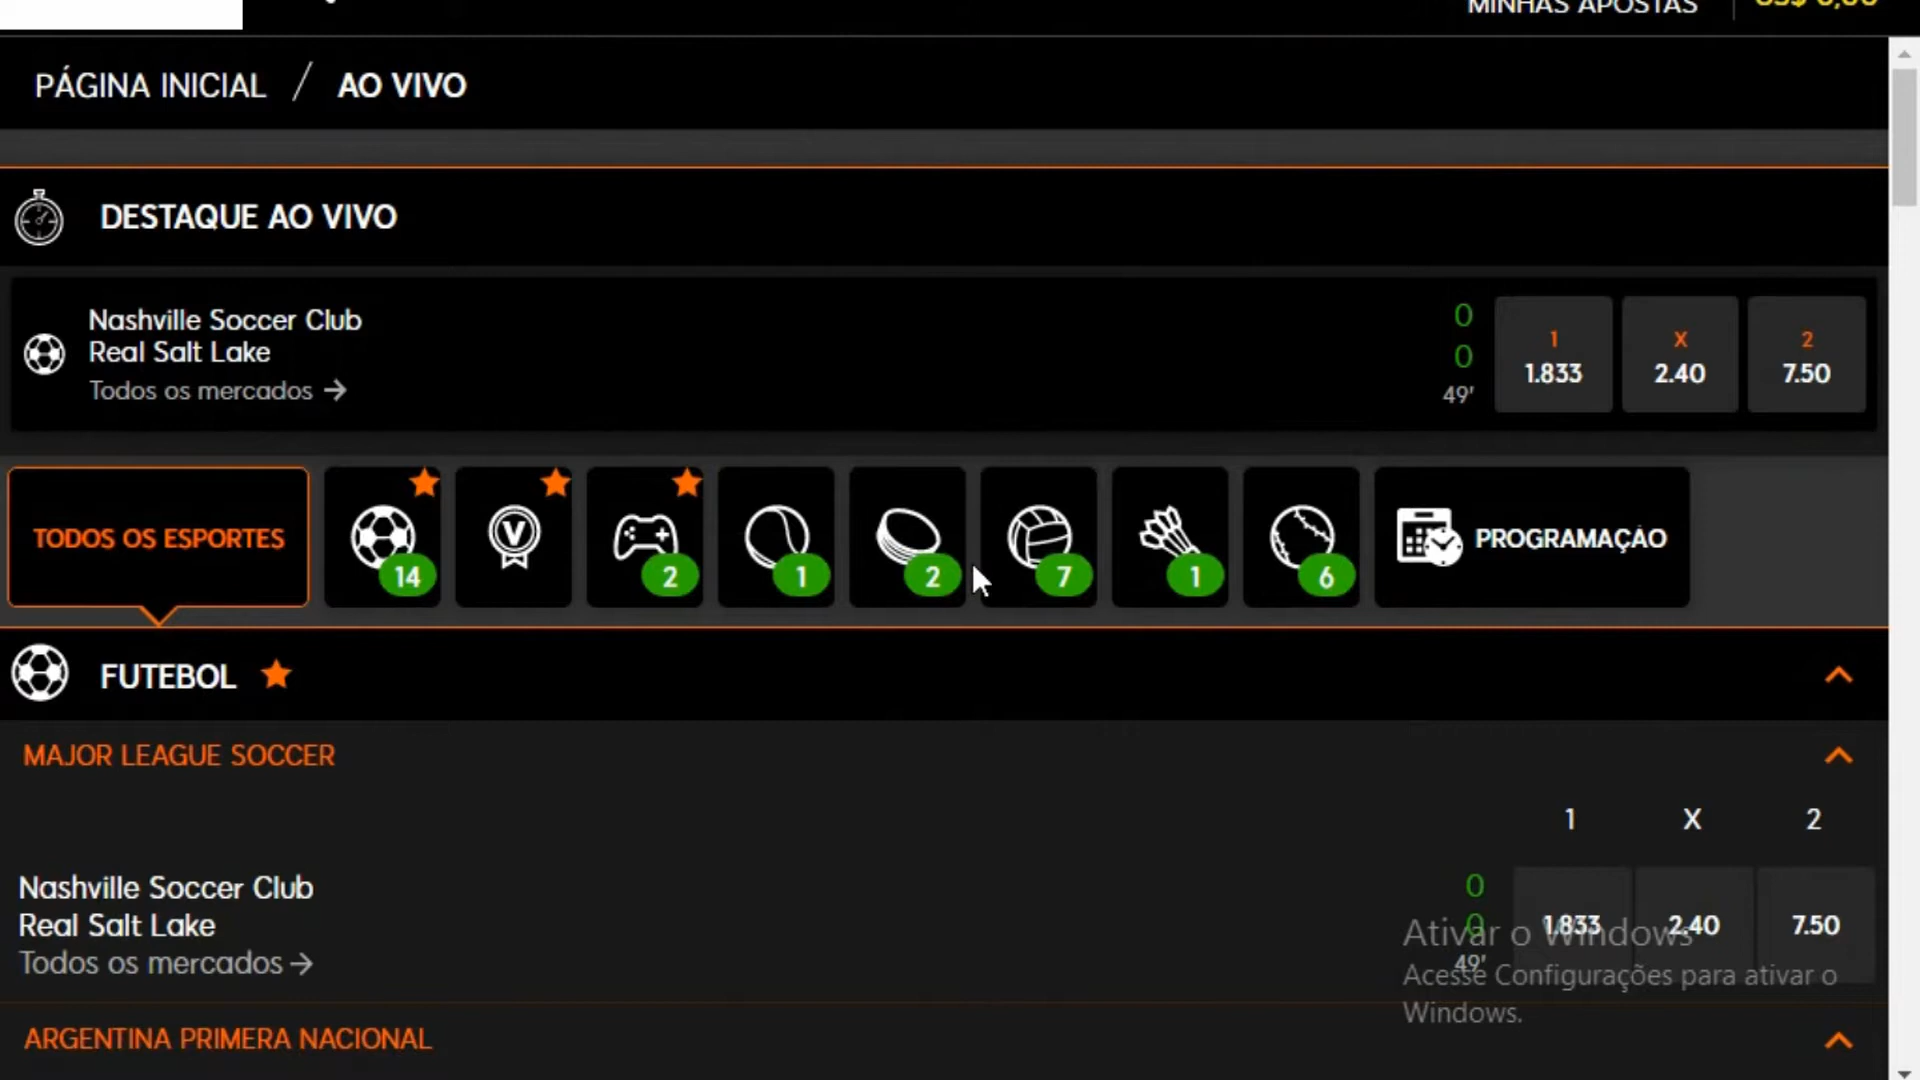 MINHAS APOSTAS
US$ 0,00
PÁGINA INICIAL / AO VIVO
DESTAQUE AO VIVO
Nashville Soccer Club
Real Salt Lake
Todos os mercados →
0
0
49'
1 X 2
1.833 2.40 7.50
TODOS OS ESPORTES
14 V 2 1 2 7 1 6
PROGRAMAÇÃO
FUTEBOL
MAJOR LEAGUE SOCCER
1 X 2
Nashville Soccer Club
Real Salt Lake
Todos os mercados →
0
0
49'
1.833 2.40 7.50
Ativar o Windows
Acesse Configurações para ativar o
Windows.
ARGENTINA PRIMERA NACIONAL